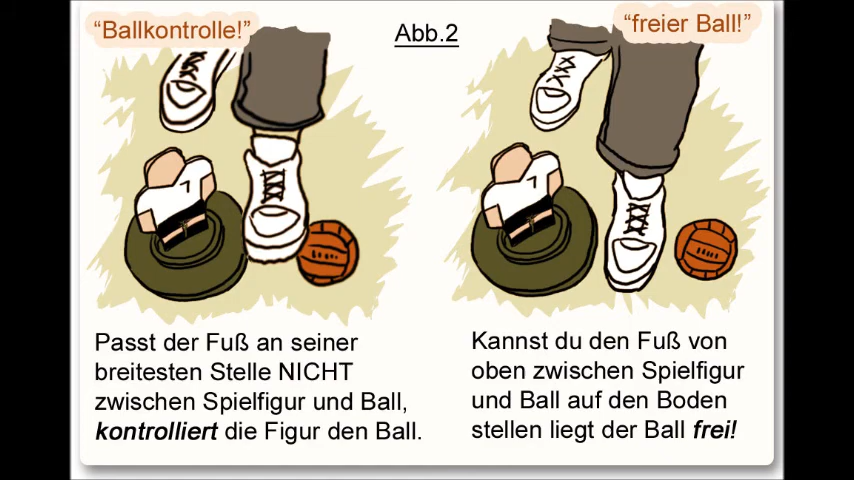 “Ballkontrolle!”
Abb.2
“freier Ball!”
1
1
Passt der Fuß an seiner
breitesten Stelle NICHT
zwischen Spielfigur und Ball,
kontrolliert die Figur den Ball.
Kannst du den Fuß von
oben zwischen Spielfigur
und Ball auf den Boden
stellen liegt der Ball frei!